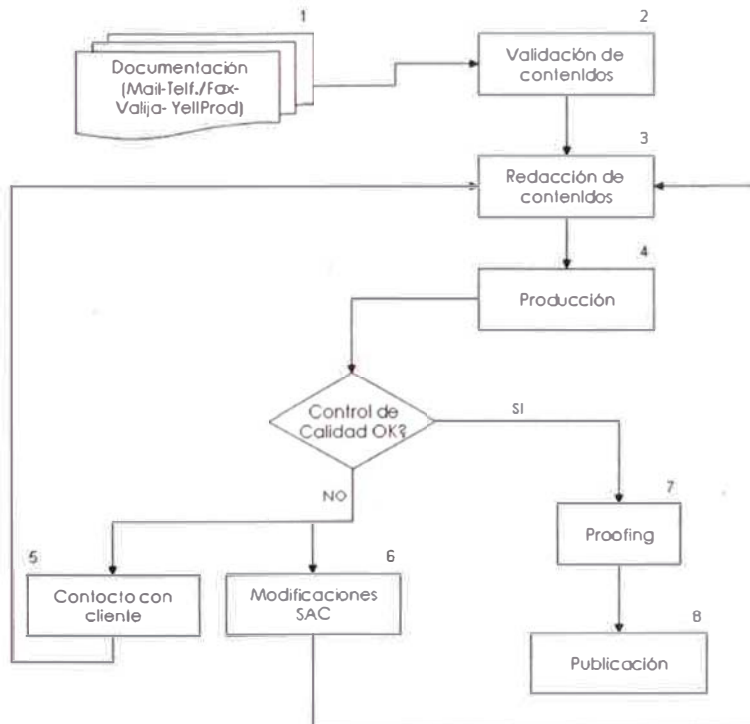 1
Documentación
(Mail-Telf./Fax-
Valija- YellProd)
2
Validación de
contenidos
3
Redacción de
contenidos
4
Producción
Control de
Calidad OK?
SI
NO
5
Contacto con
cliente
6
Modificaciones
SAC
7
Proofing
8
Publicación